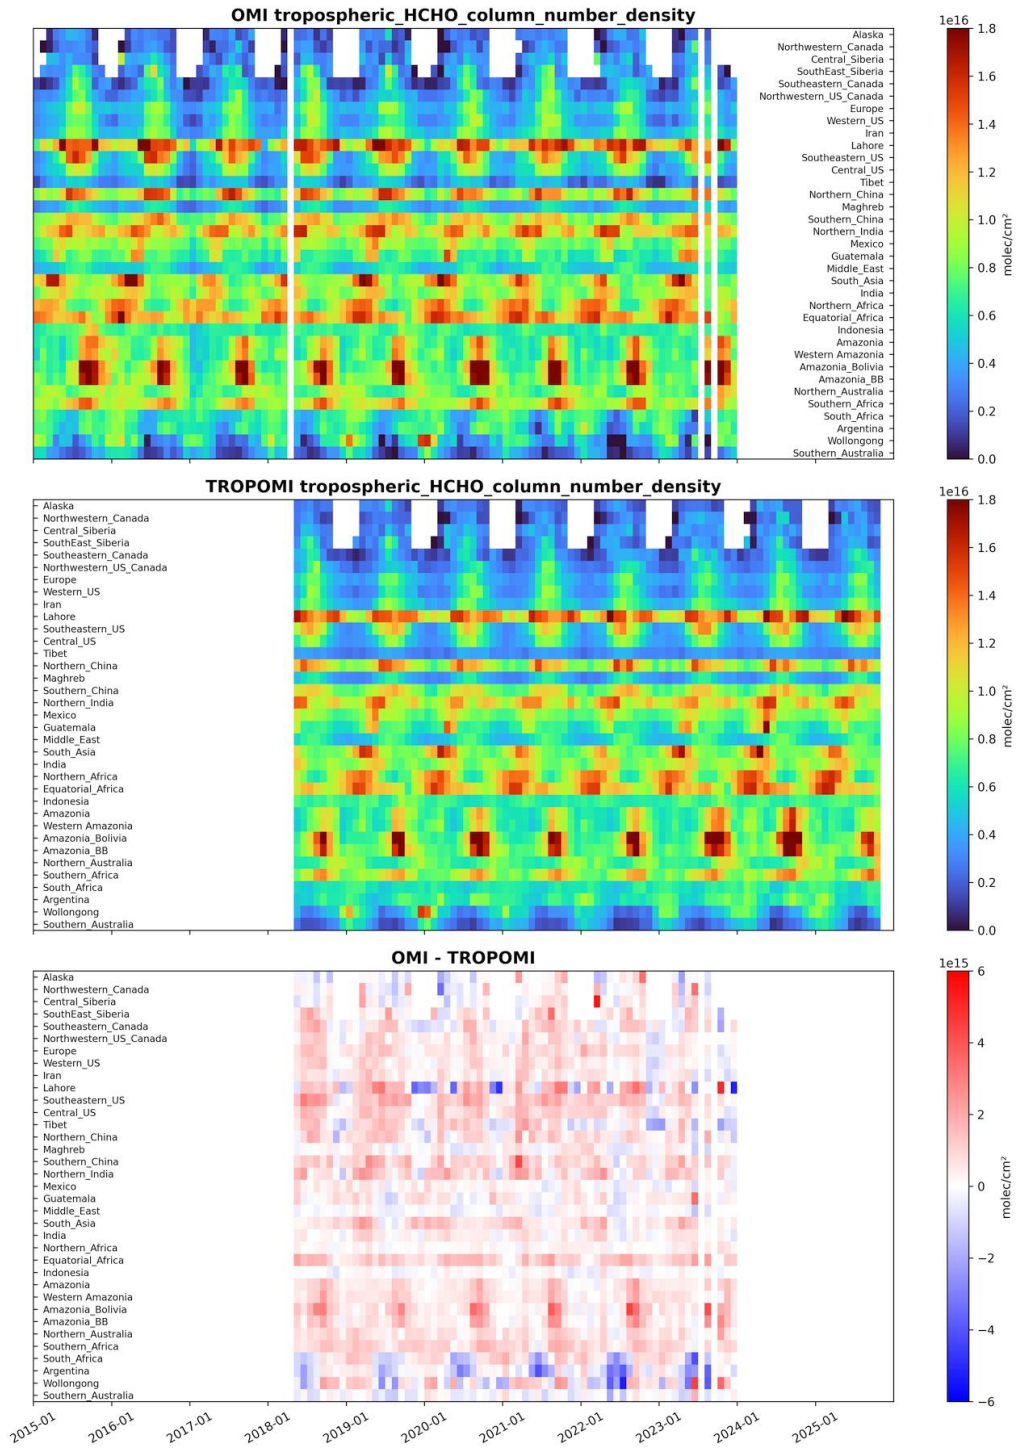 OMI tropospheric_HCHO_column_number_density
Alaska
Northwestern_Canada
Central_Siberia
SouthEast_Siberia
Southeastern_Canada
Northwestern_US_Canada
Europe
Western_US
Iran
Lahore
Southeastern_US
Central_US
Tibet
Northern_China
Maghreb
Southern_China
Northern_India
Mexico
Guatemala
Middle_East
South_Asia
India
Northern_Africa
Equatorial_Africa
Indonesia
Amazonia
Western Amazonia
Amazonia_Bolivia
Amazonia_BB
Northern_Australia
Southern_Africa
South_Africa
Argentina
Wollongong
Southern_Australia
1e16
1.8
1.6
1.4
1.2
1.0
0.8
0.6
0.4
0.2
0.0
molec/cm²
TROPOMI tropospheric_HCHO_column_number_density
Alaska
Northwestern_Canada
Central_Siberia
SouthEast_Siberia
Southeastern_Canada
Northwestern_US_Canada
Europe
Western_US
Iran
Lahore
Southeastern_US
Central_US
Tibet
Northern_China
Maghreb
Southern_China
Northern_India
Mexico
Guatemala
Middle_East
South_Asia
India
Northern_Africa
Equatorial_Africa
Indonesia
Amazonia
Western Amazonia
Amazonia_Bolivia
Amazonia_BB
Northern_Australia
Southern_Africa
South_Africa
Argentina
Wollongong
Southern_Australia
1e16
1.8
1.6
1.4
1.2
1.0
0.8
0.6
0.4
0.2
0.0
molec/cm²
OMI - TROPOMI
Alaska
Northwestern_Canada
Central_Siberia
SouthEast_Siberia
Southeastern_Canada
Northwestern_US_Canada
Europe
Western_US
Iran
Lahore
Southeastern_US
Central_US
Tibet
Northern_China
Maghreb
Southern_China
Northern_India
Mexico
Guatemala
Middle_East
South_Asia
India
Northern_Africa
Equatorial_Africa
Indonesia
Amazonia
Western Amazonia
Amazonia_Bolivia
Amazonia_BB
Northern_Australia
Southern_Africa
South_Africa
Argentina
Wollongong
Southern_Australia
1e15
6
4
2
0
−2
−4
−6
molec/cm²
2015-01
2016-01
2017-01
2018-01
2019-01
2020-01
2021-01
2022-01
2023-01
2024-01
2025-01